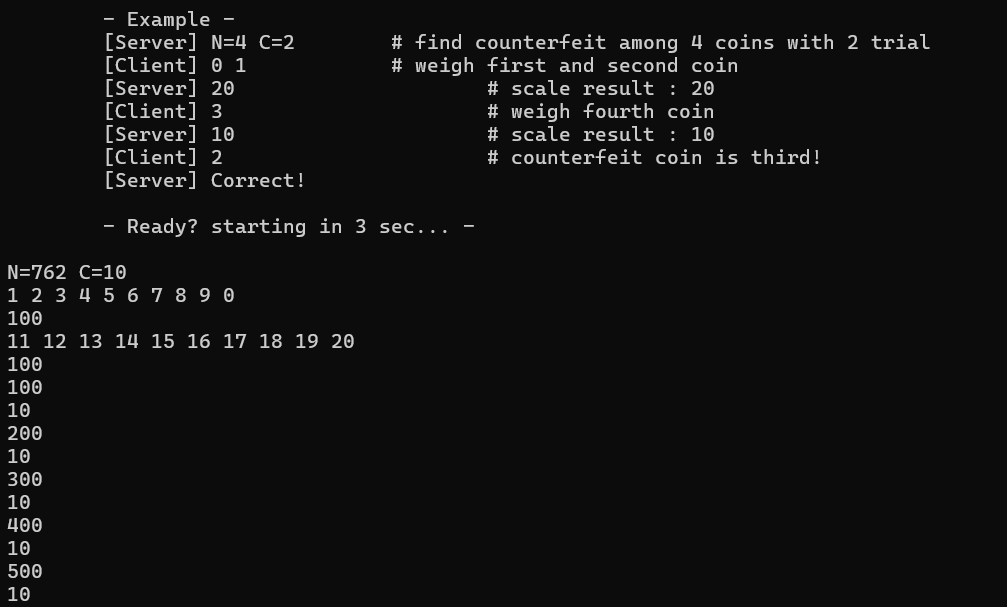 - Example -
[Server] N=4 C=2 # find counterfeit among 4 coins with 2 trial
[Client] 0 1 # weigh first and second coin
[Server] 20 # scale result : 20
[Client] 3 # weigh fourth coin
[Server] 10 # scale result : 10
[Client] 2 # counterfeit coin is third!
[Server] Correct!
- Ready? starting in 3 sec... -
N=762 C=10
1 2 3 4 5 6 7 8 9 0
100
11 12 13 14 15 16 17 18 19 20
100
100
10
200
10
300
10
400
10
500
10